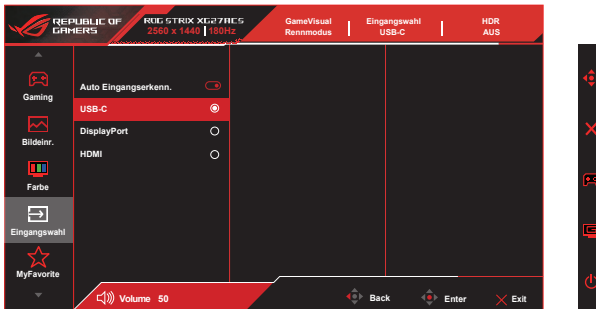 REPUBLIC OF
GAMERS
ROG STRIX XG27ACS
2560 x 1440 180Hz
GameVisual
Rennmodus
Eingangswahl
USB-C
HDR
AUS
Gaming
Bildeinr.
Farbe
Eingangswahl
MyFavorite
Auto Eingangserkenn.
USB-C
DisplayPort
HDMI
Volume 50
Back
Enter
Exit